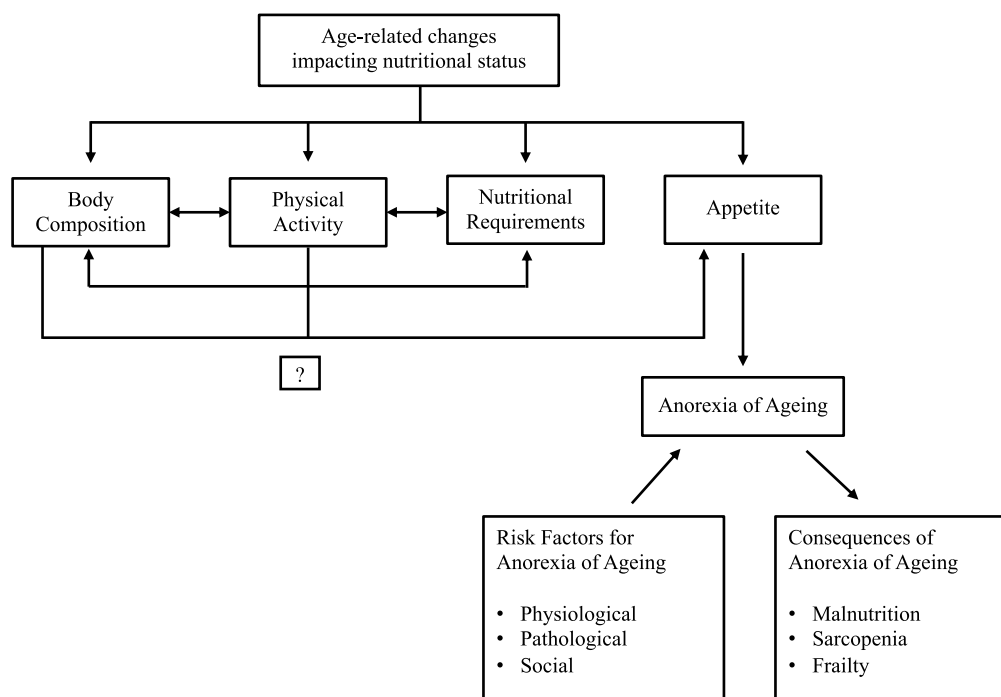 Age-related changes
impacting nutritional status
Body
Composition
Physical
Activity
Nutritional
Requirements
Appetite
?
Anorexia of Ageing
Risk Factors for
Anorexia of Ageing
• Physiological
• Pathological
• Social
Consequences of
Anorexia of Ageing
• Malnutrition
• Sarcopenia
• Frailty